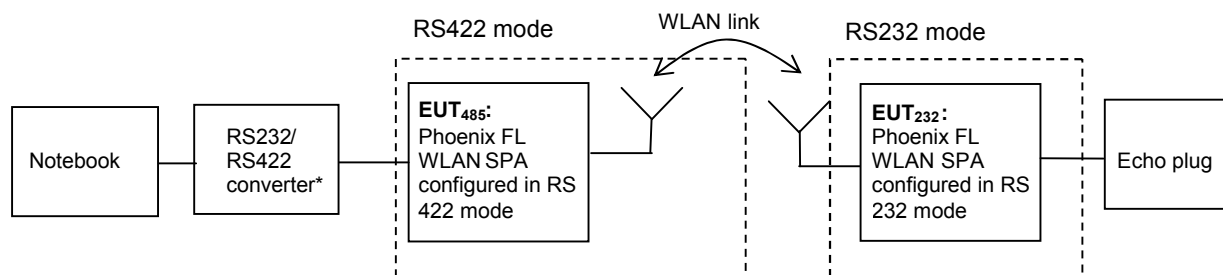 RS422 mode
WLAN link
RS232 mode
Notebook
RS232/
RS422
converter*
EUT485:
Phoenix FL
WLAN SPA
configured in RS
422 mode
EUT232:
Phoenix FL
WLAN SPA
configured in RS
232 mode
Echo plug